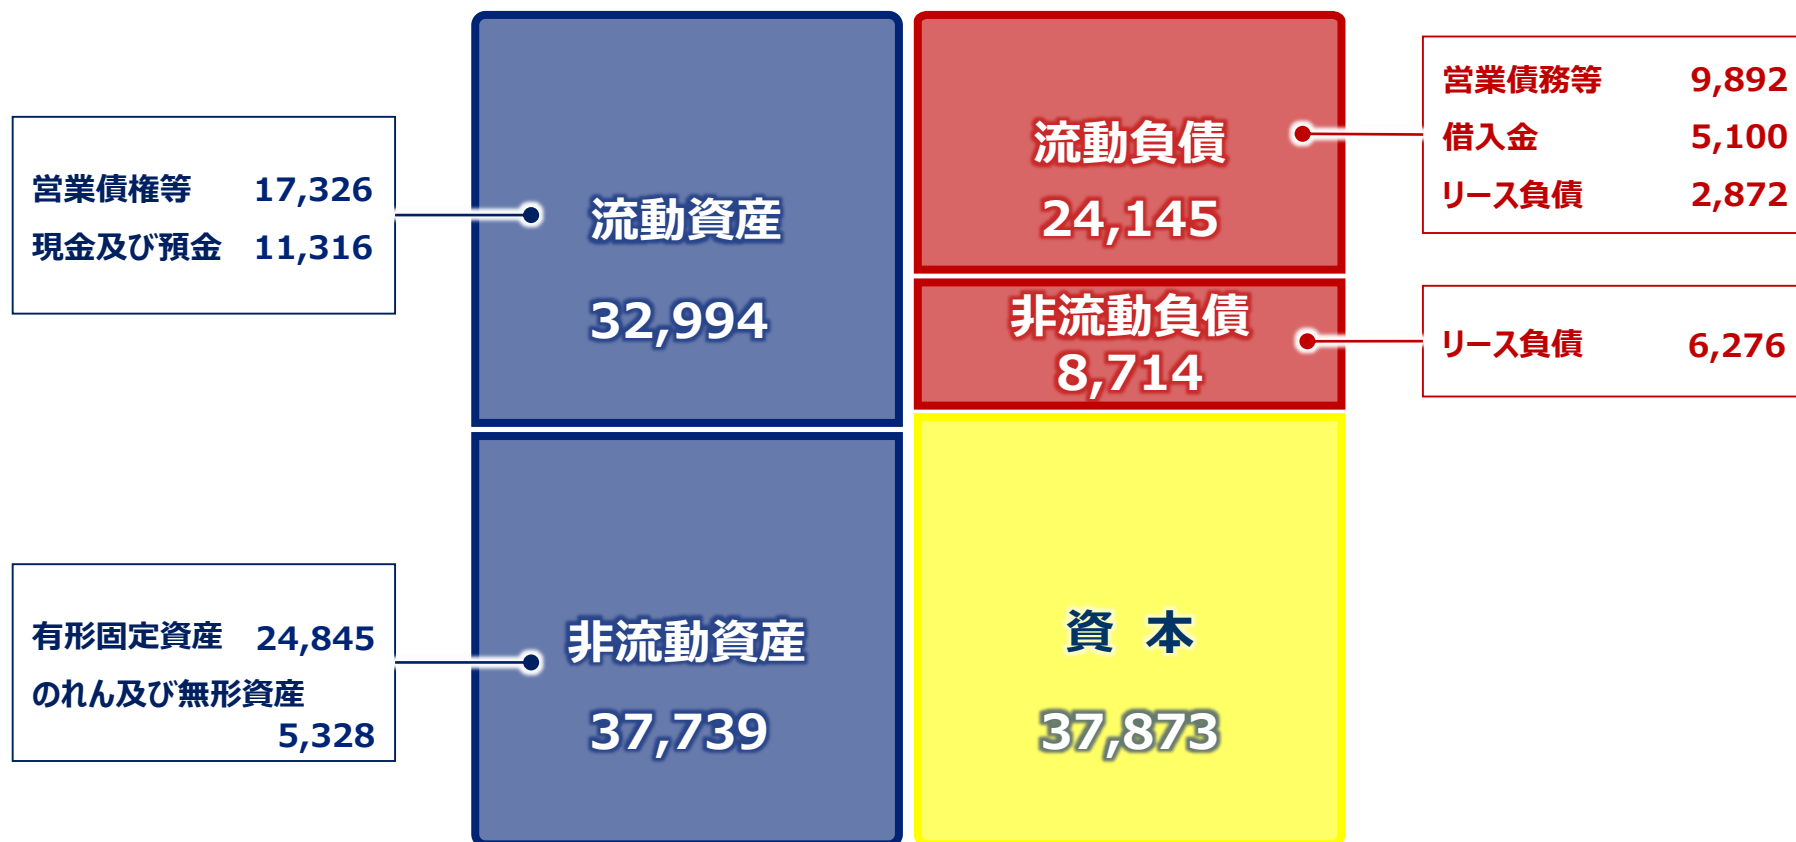 営業債権等 17,326
現金及び預金 11,316
流動資産
32,994
有形固定資産 24,845
のれん及び無形資産
5,328
非流動資産
37,739
流動負債
24,145
営業債務等 9,892
借入金 5,100
リース負債 2,872
非流動負債
8,714
リース負債 6,276
資 本
37,873